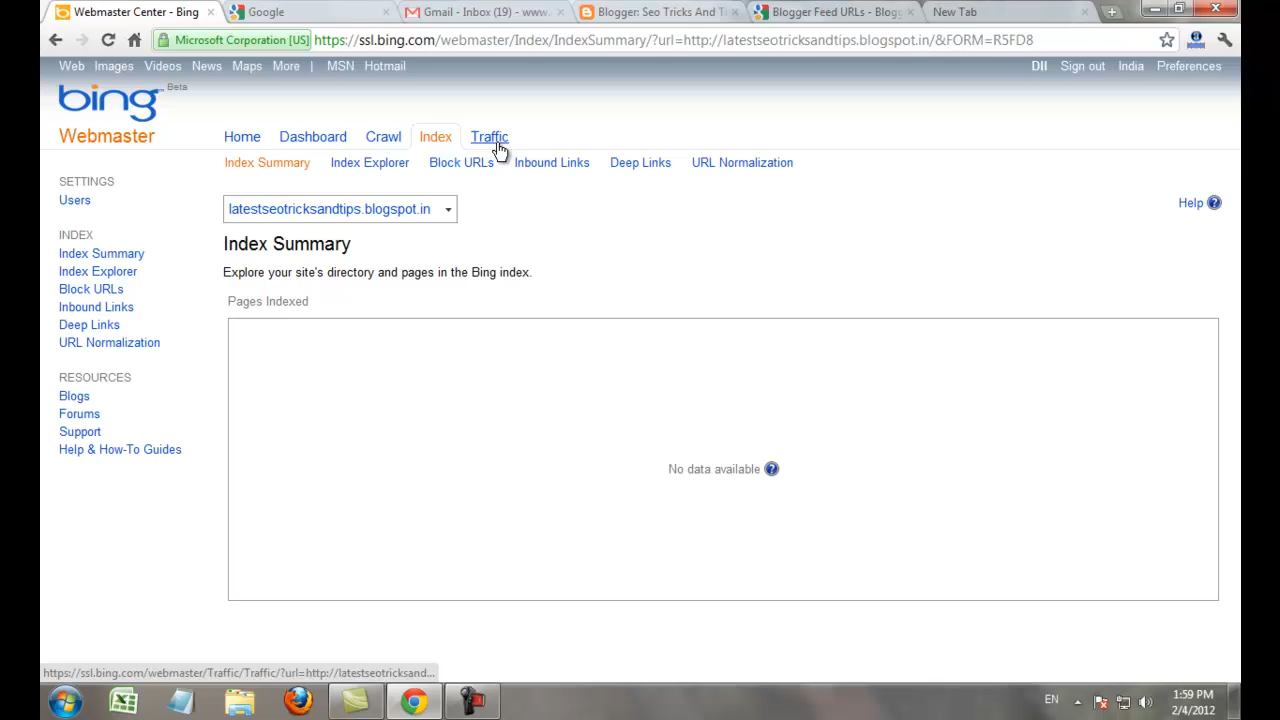 Webmaster Center - Bing
Google
Gmail - Inbox (19) - www.
Blogger: Seo Tricks And Ti
Blogger Feed URLs - Blogg
New Tab
Microsoft Corporation [US] https://ssl.bing.com/webmaster/Index/IndexSummary/?url=http://latestseotricksandtips.blogspot.in/&FORM=R5FD8
Web Images Videos News Maps More | MSN Hotmail
DII Sign out India Preferences
bing Beta
Webmaster
Home Dashboard Crawl Index Traffic
Index Summary Index Explorer Block URLs Inbound Links Deep Links URL Normalization
SETTINGS
Users
INDEX
Index Summary
Index Explorer
Block URLs
Inbound Links
Deep Links
URL Normalization
RESOURCES
Blogs
Forums
Support
Help & How-To Guides
latestseotricksandtips.blogspot.in
Help ?
Index Summary
Explore your site's directory and pages in the Bing index.
Pages Indexed
No data available ?
https://ssl.bing.com/webmaster/Traffic/Traffic/?url=http://latestseotricksand...
EN
1:59 PM
2/4/2012